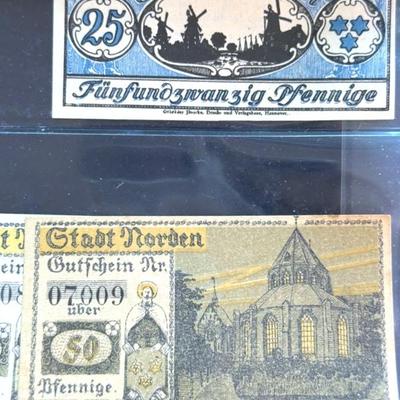 25
Fünfundzwanzig Pfennige
Stadt Norden
Gutschein Nr.
07009
über
50
Pfennige.